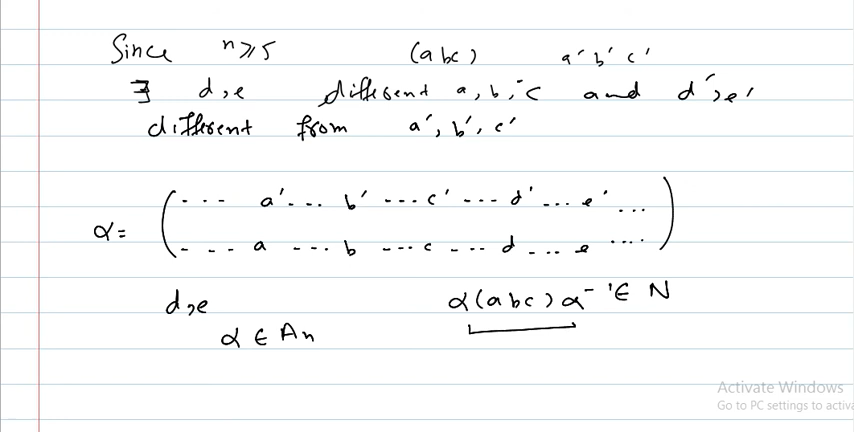 Since n ≥ 5 (abc) a' b' c'
∃ d, e different a, b, c and d', e'
different from a', b', c'
α = ( --- a' ... b' --- c' --- d' ... e' ...
--- a --- b --- c --- d --- e .... )
d, e α(abc)α⁻¹ ∈ N
α ∈ An
Activate Windows
Go to PC settings to activa